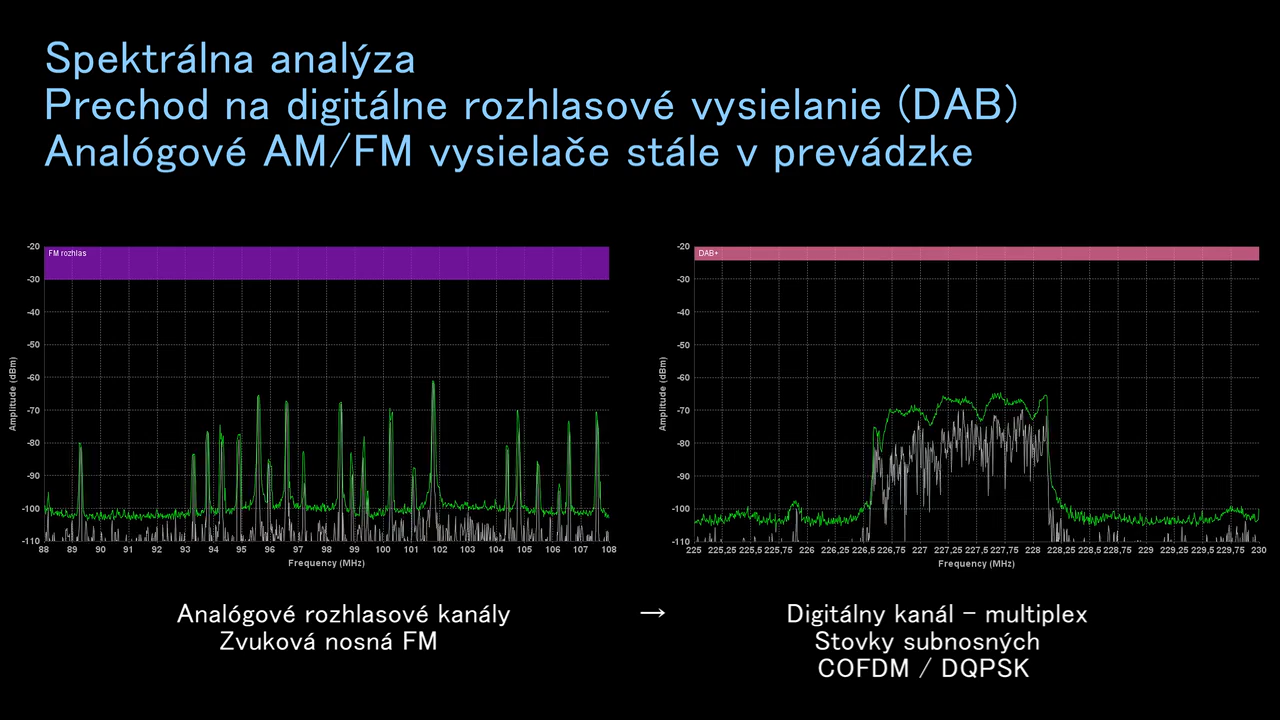 Spektrálna analýza
Prechod na digitálne rozhlasové vysielanie (DAB)
Analógové AM/FM vysielače stále v prevádzke
FM rozhlas
-20
-30
-40
-50
-60
-70
-80
-90
-100
-110
Amplitude (dBm)
88 89 90 91 92 93 94 95 96 97 98 99 100 101 102 103 104 105 106 107 108
Frequency (MHz)
DAB+
-20
-30
-40
-50
-60
-70
-80
-90
-100
-110
Amplitude (dBm)
225 225,25 225,5 225,75 226 226,25 226,5 226,75 227 227,25 227,5 227,75 228 228,25 228,5 228,75 229 229,25 229,5 229,75 230
Frequency (MHz)
Analógové rozhlasové kanály
Zvuková nosná FM
→
Digitálny kanál – multiplex
Stovky subnosných
COFDM / DQPSK